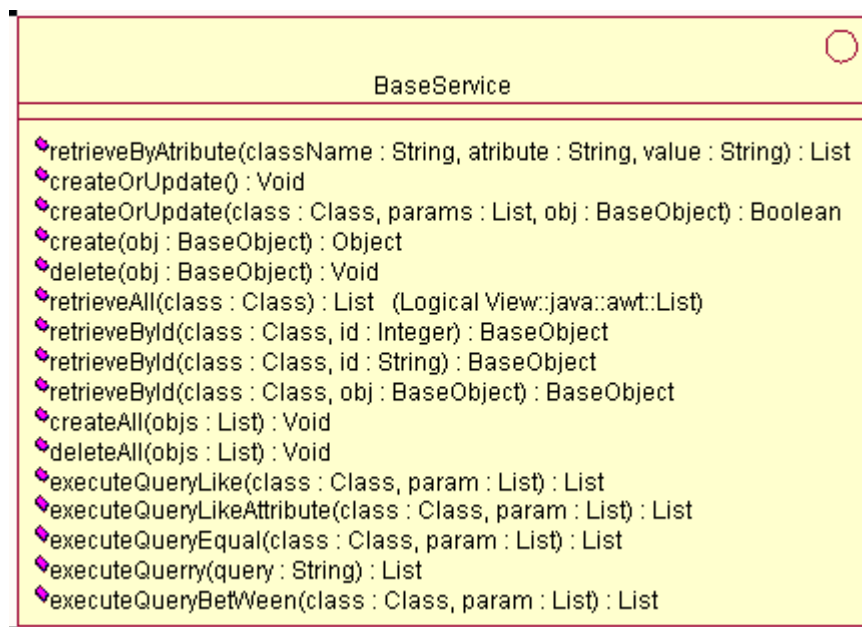 BaseService
retrieveByAtribute(className : String, atribute : String, value : String) : List
createOrUpdate() : Void
createOrUpdate(class : Class, params : List, obj : BaseObject) : Boolean
create(obj : BaseObject) : Object
delete(obj : BaseObject) : Void
retrieveAll(class : Class) : List (Logical View::java::awt::List)
retrieveById(class : Class, id : Integer) : BaseObject
retrieveById(class : Class, id : String) : BaseObject
retrieveById(class : Class, obj : BaseObject) : BaseObject
createAll(objs : List) : Void
deleteAll(objs : List) : Void
executeQueryLike(class : Class, param : List) : List
executeQueryLikeAttribute(class : Class, param : List) : List
executeQueryEqual(class : Class, param : List) : List
executeQuerry(query : String) : List
executeQueryBetWeen(class : Class, param : List) : List